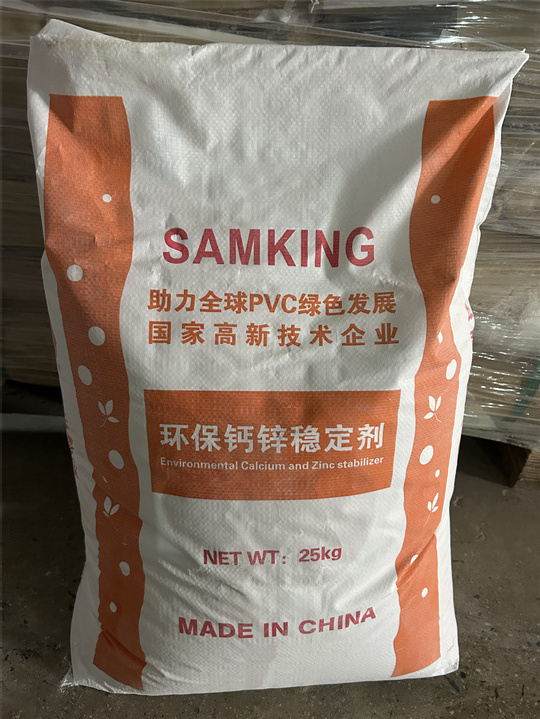 SAMKING
助力全球PVC绿色发展
国家高新技术企业
环保钙锌稳定剂
Environmental Calcium and Zinc stabilizer
NET WT: 25kg
MADE IN CHINA